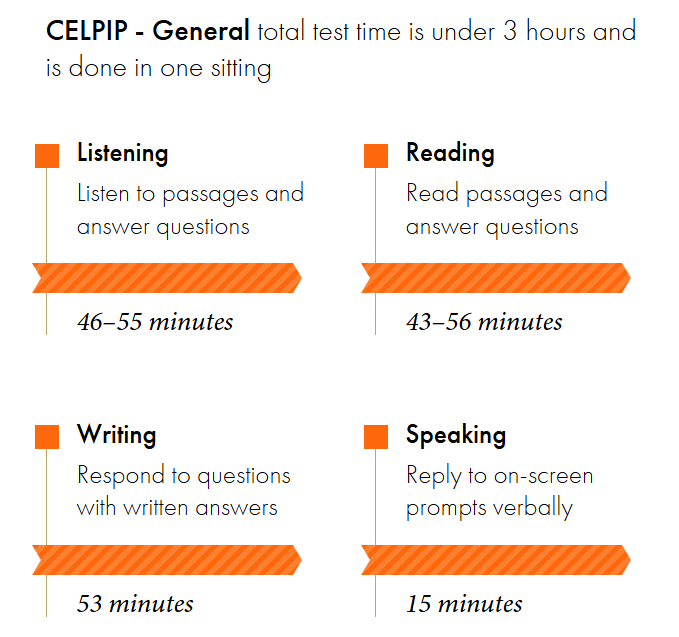 CELPIP - General total test time is under 3 hours and
is done in one sitting
Listening
Listen to passages and
answer questions
46–55 minutes
Reading
Read passages and
answer questions
43–56 minutes
Writing
Respond to questions
with written answers
53 minutes
Speaking
Reply to on-screen
prompts verbally
15 minutes